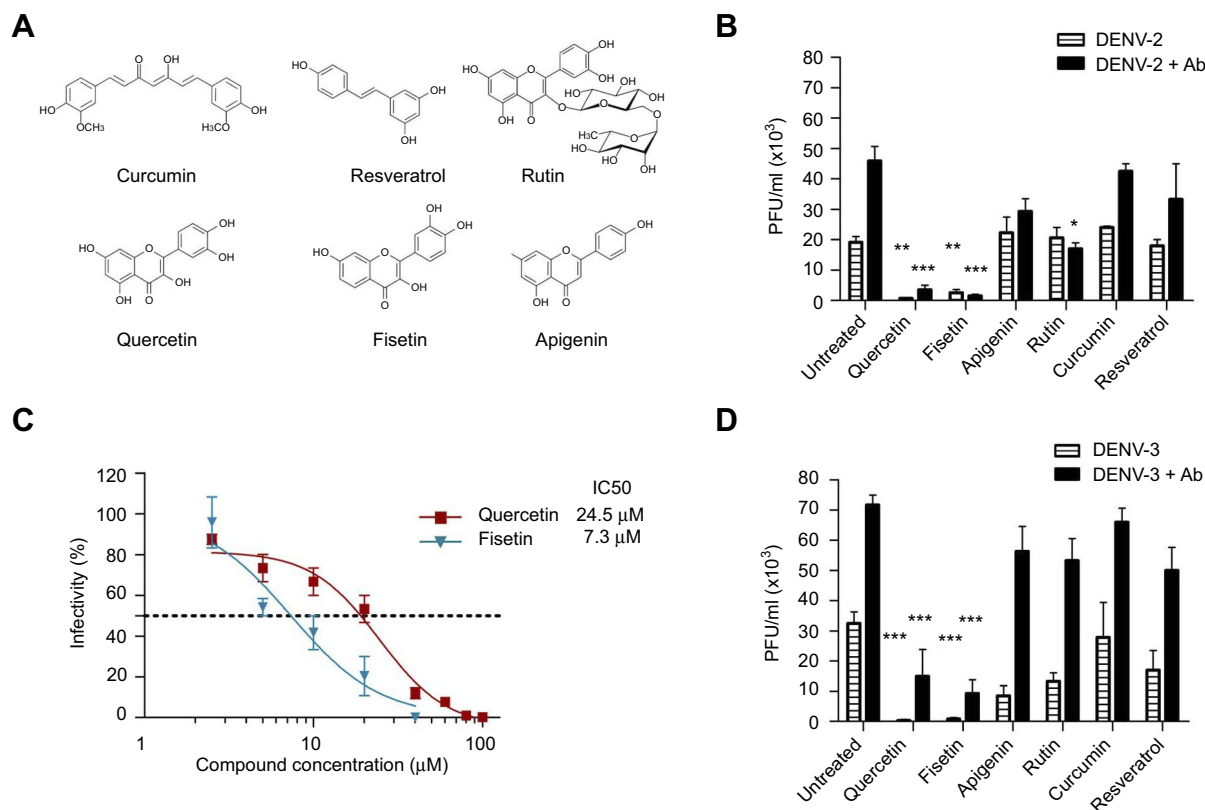 A
O OH
HO
OCH₃
H₃CO
OH
Curcumin
HO
OH
OH
Resveratrol
OH
OH
HO
O
OH
O
O
HO
OH
OH
O
O
H₃C
O
HO
HO
OH
Rutin
OH
HO
O
OH
OH
OH
O
Quercetin
HO
OH
HO
O
OH
O
Fisetin
OH
O
OH
O
Apigenin
B
DENV-2
DENV-2 + Ab
PFU/ml (x10³)
80
70
60
50
40
30
20
10
0
**
***
**
***
*
Untreated
Quercetin
Fisetin
Apigenin
Rutin
Curcumin
Resveratrol
C
Infectivity (%)
120
100
80
60
40
20
0
1
10
100
Compound concentration (μM)
IC50
Quercetin 24.5 μM
Fisetin 7.3 μM
D
DENV-3
DENV-3 + Ab
PFU/ml (x10³)
80
70
60
50
40
30
20
10
0
***
***
***
***
Untreated
Quercetin
Fisetin
Apigenin
Rutin
Curcumin
Resveratrol